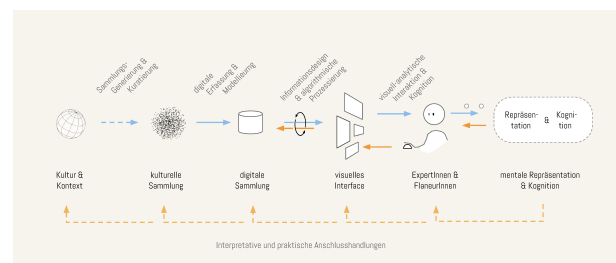 Sammlungs-
Generierung &
Kuratierung
digitale
Erfassung &
Modellieurng
Informationsdesign
& algorithmische
Prozessierung
visuell-analytische
Interaktion &
Kognition
Repräsen-
tation
&
Kogni-
tion
Kultur &
Kontext
kulturelle
Sammlung
digitale
Sammlung
visuelles
Interface
ExpertInnen &
FlaneurInnen
mentale Repräsentation
& Kognition
Interpretative und praktische Anschlusshandlungen